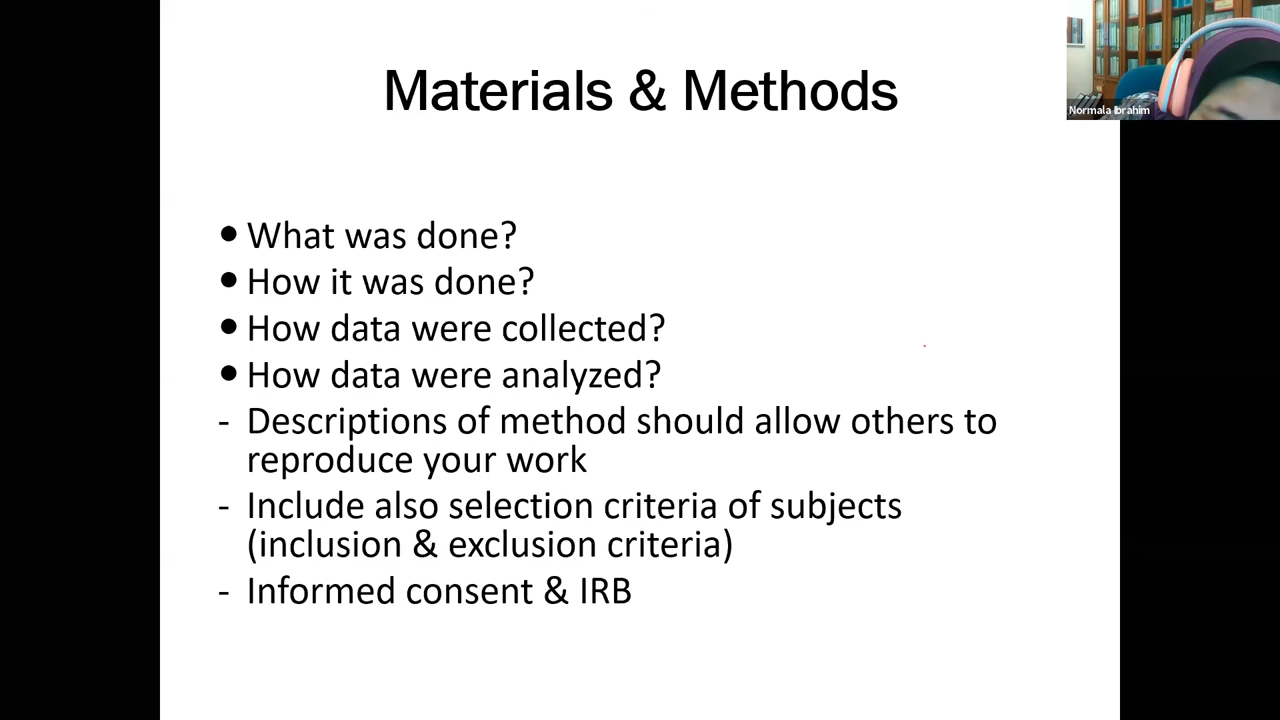 Materials & Methods
Normala Ibrahim
• What was done?
• How it was done?
• How data were collected?
• How data were analyzed?
- Descriptions of method should allow others to
reproduce your work
- Include also selection criteria of subjects
(inclusion & exclusion criteria)
- Informed consent & IRB